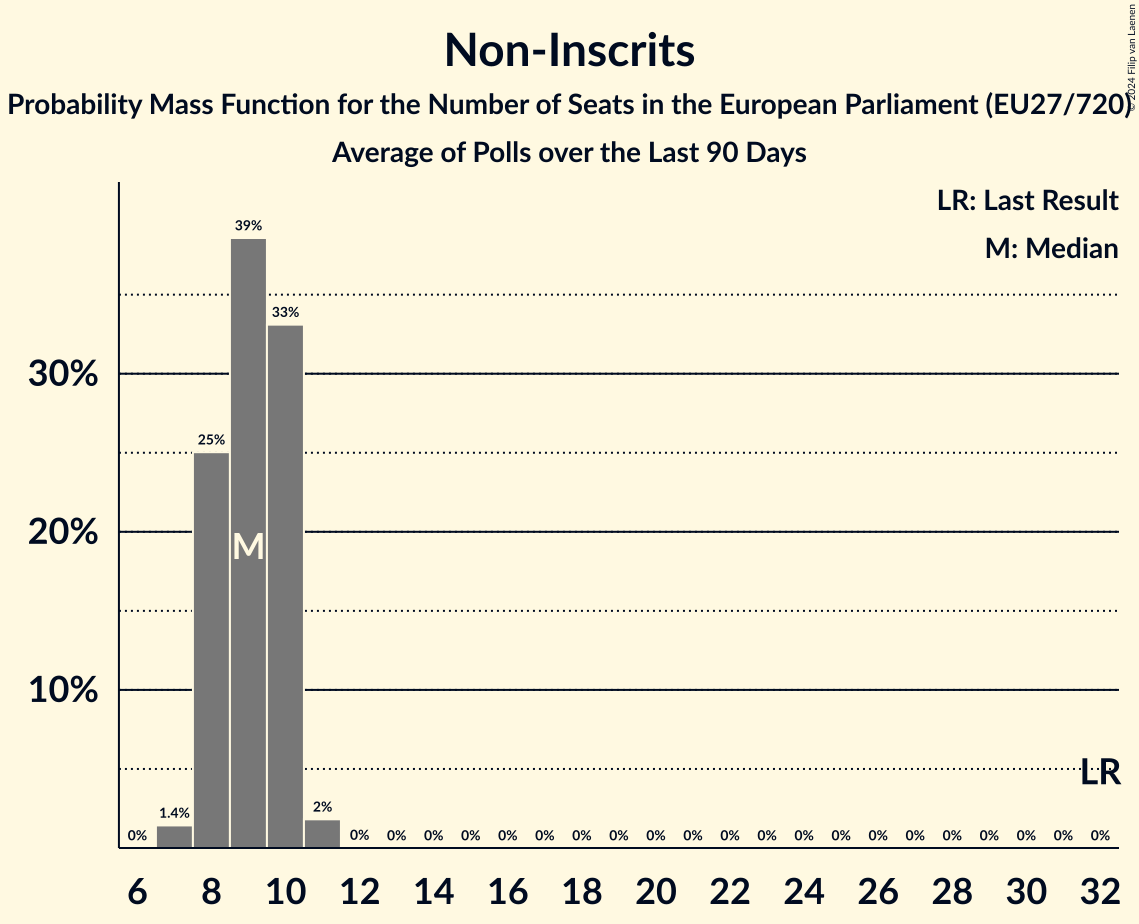 Non-Inscrits
Probability Mass Function for the Number of Seats in the European Parliament (EU27/720)
Average of Polls over the Last 90 Days
© 2024 Filip van Laenen
LR: Last Result
M: Median
39%
33%
30%
25%
M
20%
10%
LR
0% 1.4% 2% 0% 0% 0% 0% 0% 0% 0% 0% 0% 0% 0% 0% 0% 0% 0% 0% 0% 0% 0% 0% 0%
6 8 10 12 14 16 18 20 22 24 26 28 30 32